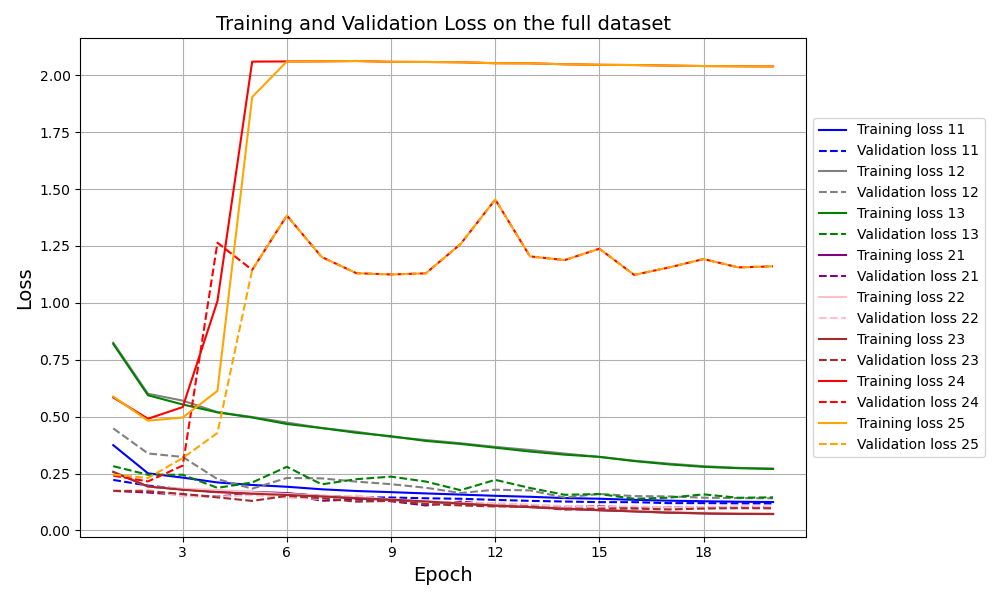 Training and Validation Loss on the full dataset
Loss
2.00
1.75
1.50
1.25
1.00
0.75
0.50
0.25
0.00
3
6
9
12
15
18
Epoch
Training loss 11
Validation loss 11
Training loss 12
Validation loss 12
Training loss 13
Validation loss 13
Training loss 21
Validation loss 21
Training loss 22
Validation loss 22
Training loss 23
Validation loss 23
Training loss 24
Validation loss 24
Training loss 25
Validation loss 25